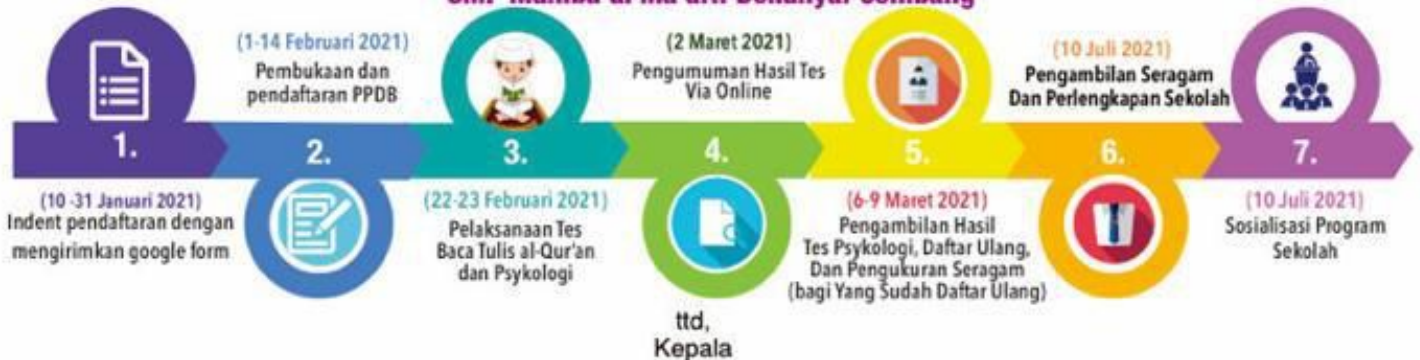 1.
(10 -31 Januari 2021)
Indent pendaftaran dengan
mengirimkan google form
(1-14 Februari 2021)
Pembukaan dan
pendaftaran PPDB
2.
3.
(22-23 Februari 2021)
Pelaksanaan Tes
Baca Tulis al-Qur'an
dan Psykologi
(2 Maret 2021)
Pengumuman Hasil Tes
Via Online
4.
5.
(6-9 Maret 2021)
Pengambilan Hasil
Tes Psykologi, Daftar Ulang,
Dan Pengukuran Seragam
(bagi Yang Sudah Daftar Ulang)
(10 Juli 2021)
Pengambilan Seragam
Dan Perlengkapan Sekolah
6.
7.
(10 Juli 2021)
Sosialisasi Program
Sekolah
ttd,
Kepala